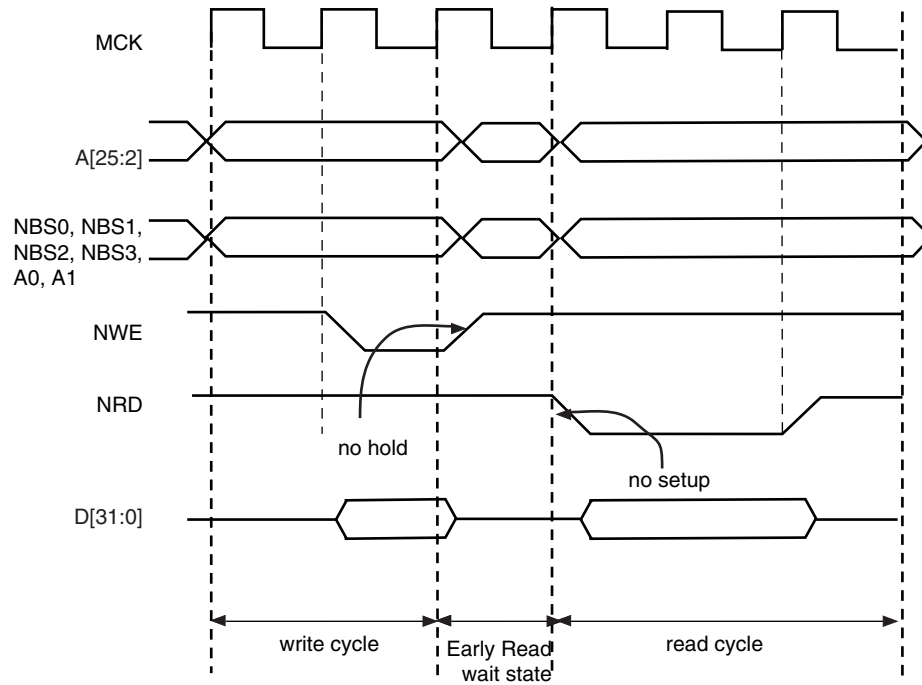 MCK
A[25:2]
NBS0, NBS1,
NBS2, NBS3,
A0, A1
NWE
NRD
no hold
no setup
D[31:0]
write cycle
Early Read
wait state
read cycle